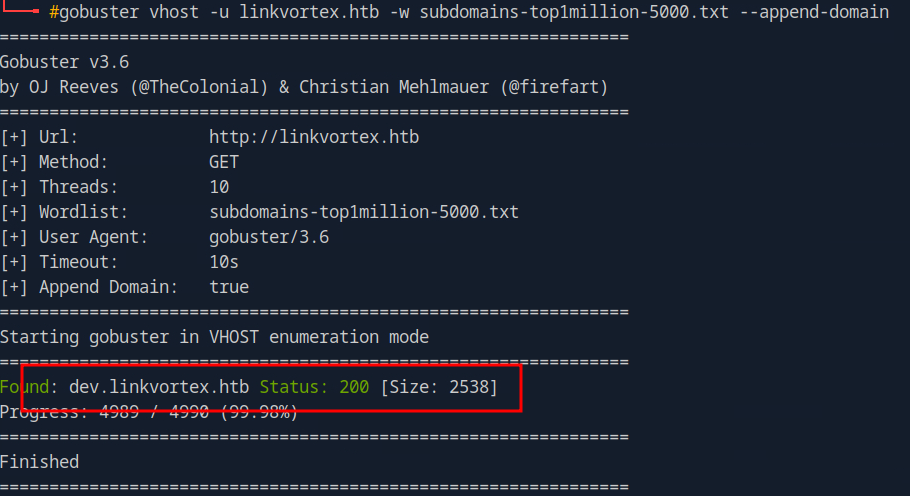 #gobuster vhost -u linkvortex.htb -w subdomains-top1million-5000.txt --append-domain
===============================================================
Gobuster v3.6
by OJ Reeves (@TheColonial) & Christian Mehlmauer (@firefart)
===============================================================
[+] Url:             http://linkvortex.htb
[+] Method:          GET
[+] Threads:         10
[+] Wordlist:        subdomains-top1million-5000.txt
[+] User Agent:      gobuster/3.6
[+] Timeout:         10s
[+] Append Domain:   true
===============================================================
Starting gobuster in VHOST enumeration mode
===============================================================
Found: dev.linkvortex.htb Status: 200 [Size: 2538]
Progress: 4989 / 4990 (99.98%)
===============================================================
Finished
===============================================================